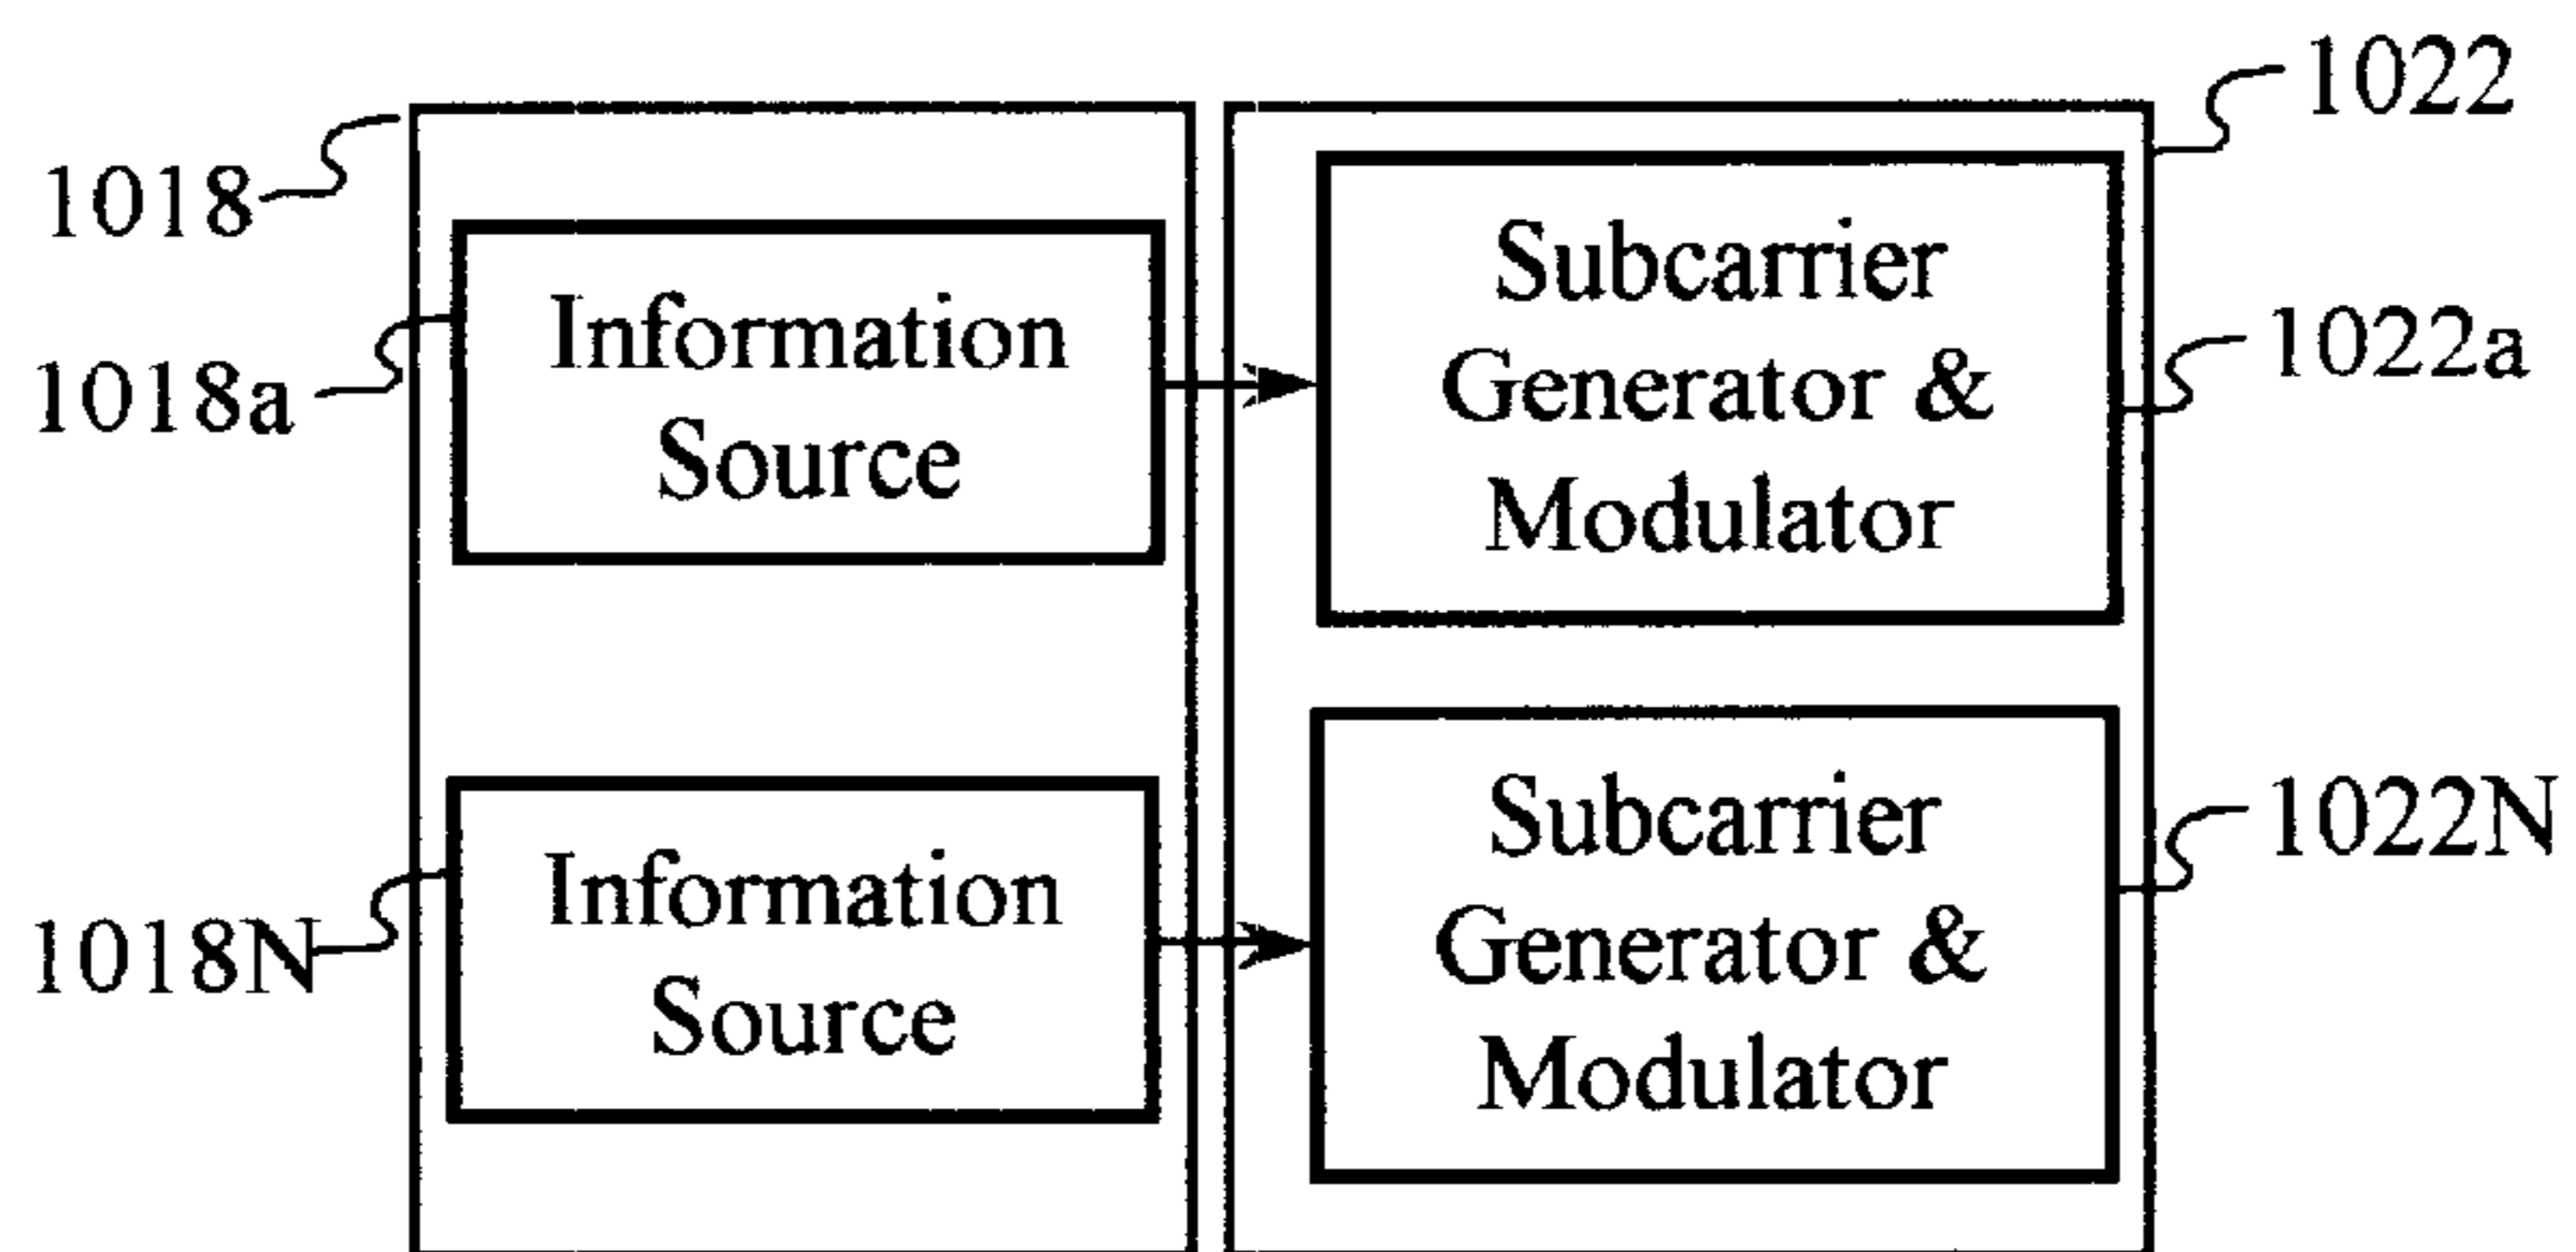 1022
1018
Information
Source
1018a
Subcarrier
Generator &
Modulator
1022a
Information
Source
1018N
Subcarrier
Generator &
Modulator
1022N